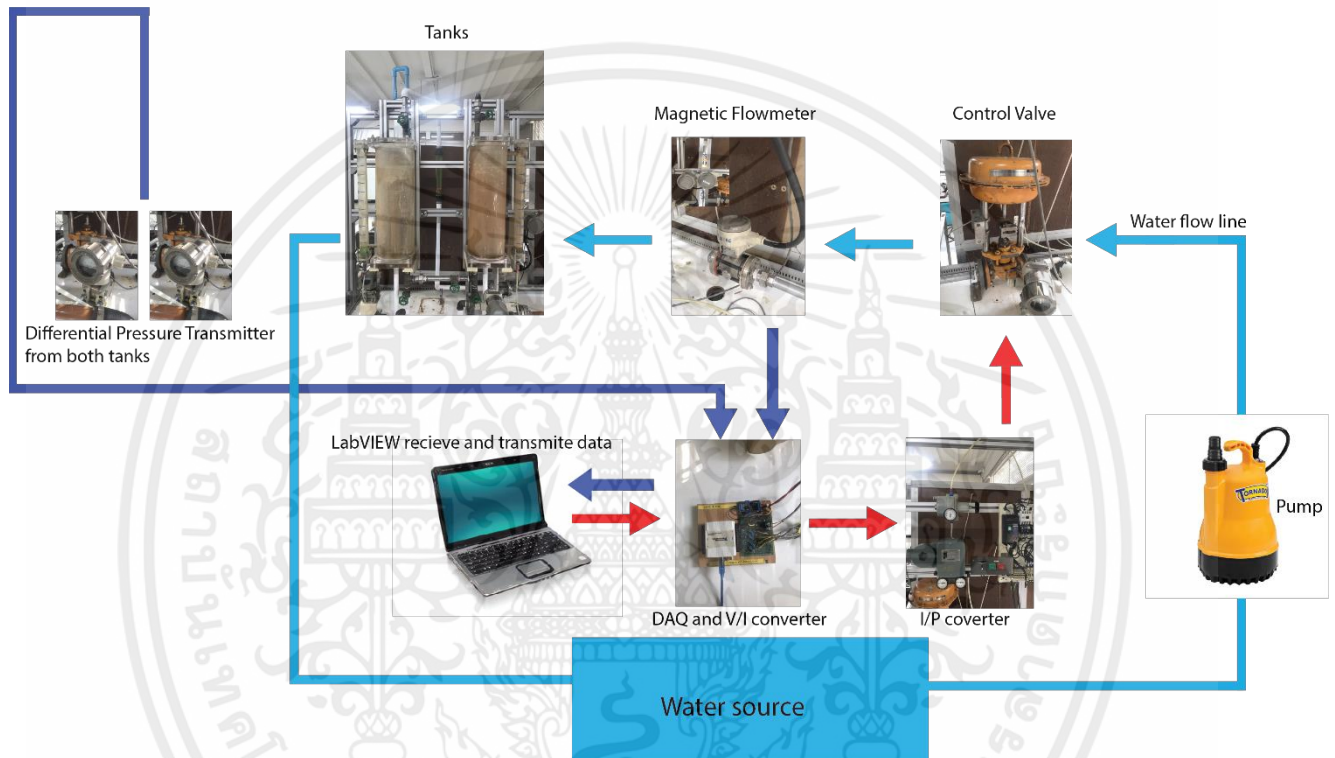 Tanks
Magnetic Flowmeter
Control Valve
Water flow line
Differential Pressure Transmitter
from both tanks
LabVIEW recieve and transmite data
TORNADO
Pump
DAQ and V/I converter
I/P coverter
Water source